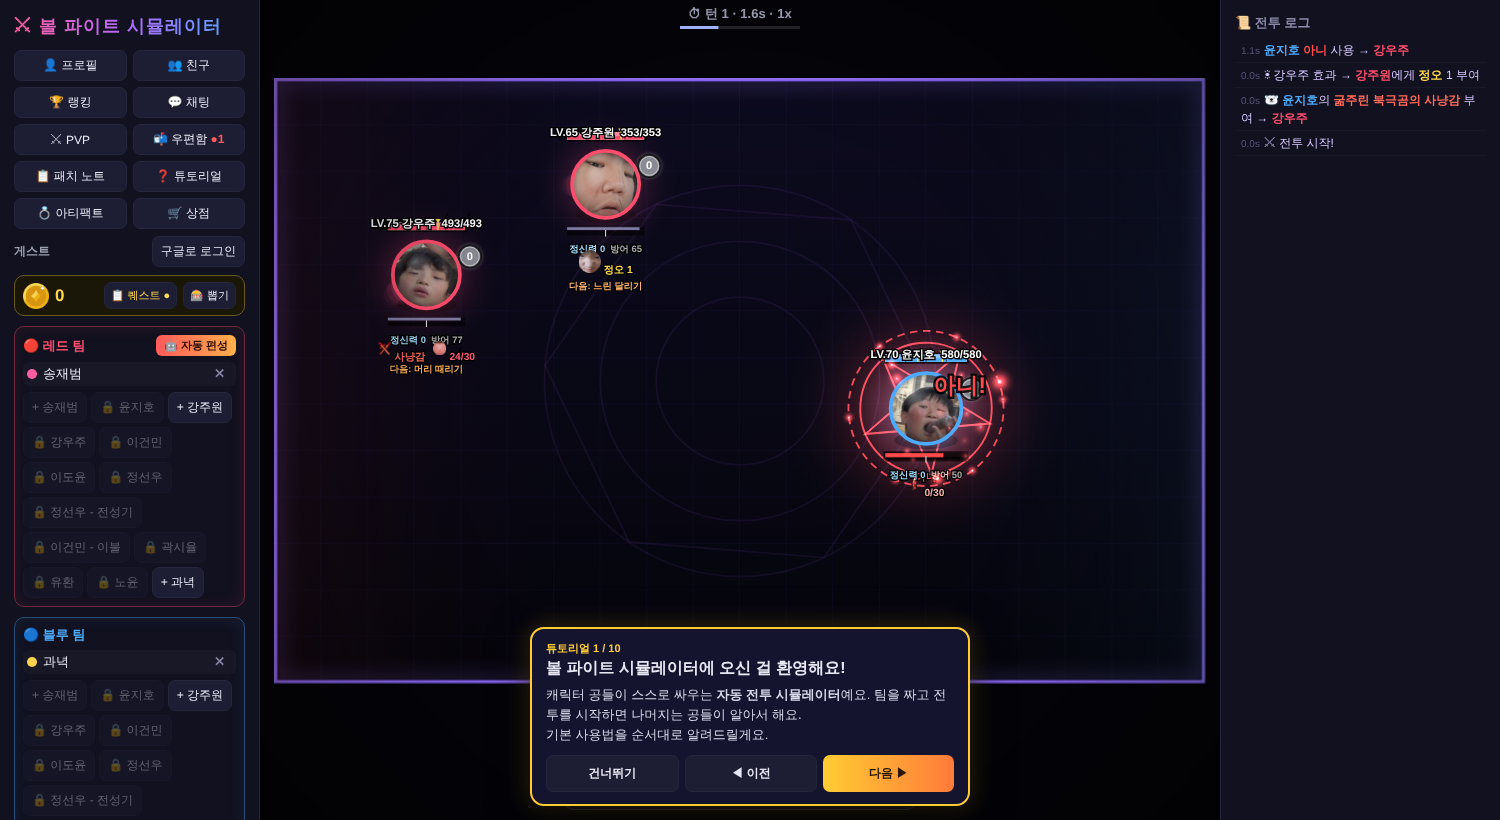 볼 파이트 시뮬레이터
프로필
친구
랭킹
채팅
PVP
우편함 ●1
패치 노트
튜토리얼
아티팩트
상점
게스트
구글로 로그인
0
퀘스트 ●
뽑기
레드 팀
자동 편성
송재범 ✕
+ 송재범
윤지호
+ 강주원
강우주
이건민
이도윤
정선우
정선우 - 전성기
이건민 - 이불
곽시율
유환
노윤
+ 과녁
블루 팀
과녁 ✕
+ 송재범
윤지호
+ 강주원
강우주
이건민
이도윤
정선우
정선우 - 전성기
턴 1 · 1.6s · 1x
LV.65 강주원 353/353
0
정신력 0 방어 65
정오 1
다음: 느린 달리기
LV.75 강우주 493/493
0
정신력 0 방어 77
사냥감 24/30
다음: 머리 때리기
LV.70 윤지호 580/580
아니!
정신력 0 방어 50
0/30
튜토리얼 1 / 10
볼 파이트 시뮬레이터에 오신 걸 환영해요!
캐릭터 공들이 스스로 싸우는 자동 전투 시뮬레이터예요. 팀을 짜고 전
투를 시작하면 나머지는 공들이 알아서 해요.
기본 사용법을 순서대로 알려드릴게요.
건너뛰기
◀ 이전
다음 ▶
전투 로그
1.1s 윤지호 아니 사용 → 강우주
0.0s 강우주 효과 → 강주원에게 정오 1 부여
0.0s 윤지호의 굶주린 북극곰의 사냥감 부
여 → 강우주
0.0s 전투 시작!